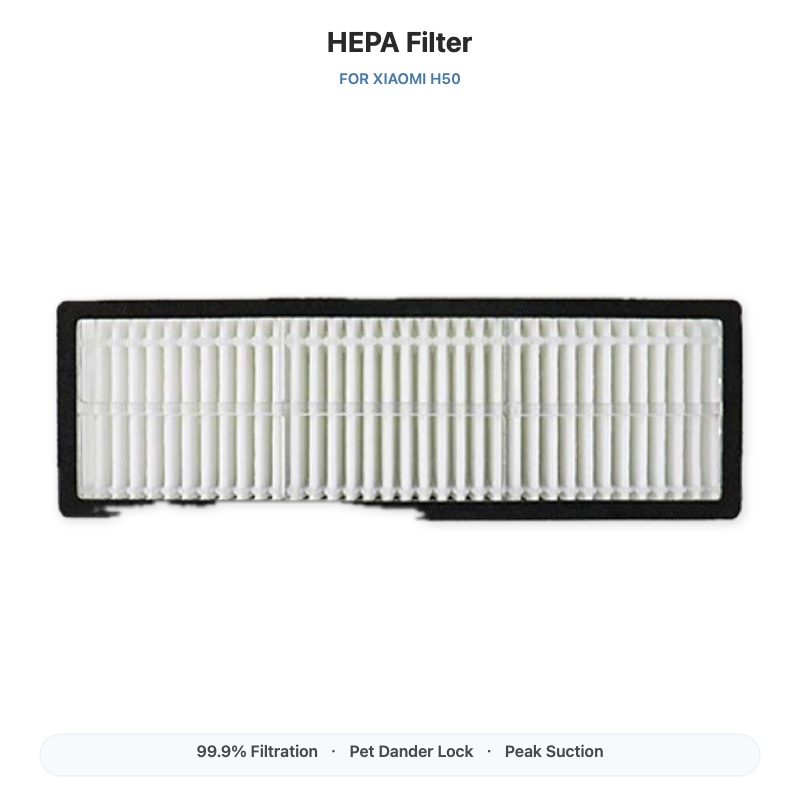 HEPA Filter
FOR XIAOMI H50
99.9% Filtration · Pet Dander Lock · Peak Suction